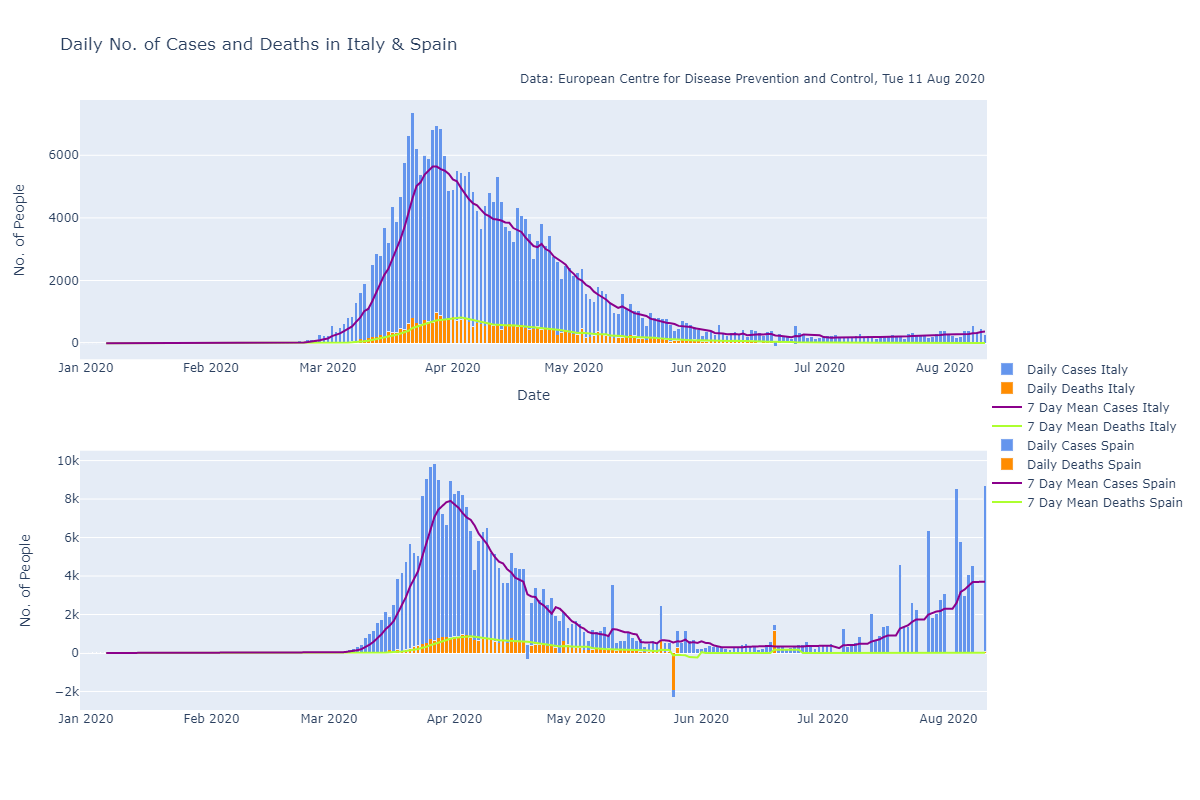 Daily No. of Cases and Deaths in Italy & Spain
Data: European Centre for Disease Prevention and Control, Tue 11 Aug 2020
No. of People
6000
4000
2000
0
Jan 2020 Feb 2020 Mar 2020 Apr 2020 May 2020 Jun 2020 Jul 2020 Aug 2020
Date
Daily Cases Italy
Daily Deaths Italy
7 Day Mean Cases Italy
7 Day Mean Deaths Italy
Daily Cases Spain
Daily Deaths Spain
7 Day Mean Cases Spain
7 Day Mean Deaths Spain
No. of People
10k
8k
6k
4k
2k
0
−2k
Jan 2020 Feb 2020 Mar 2020 Apr 2020 May 2020 Jun 2020 Jul 2020 Aug 2020